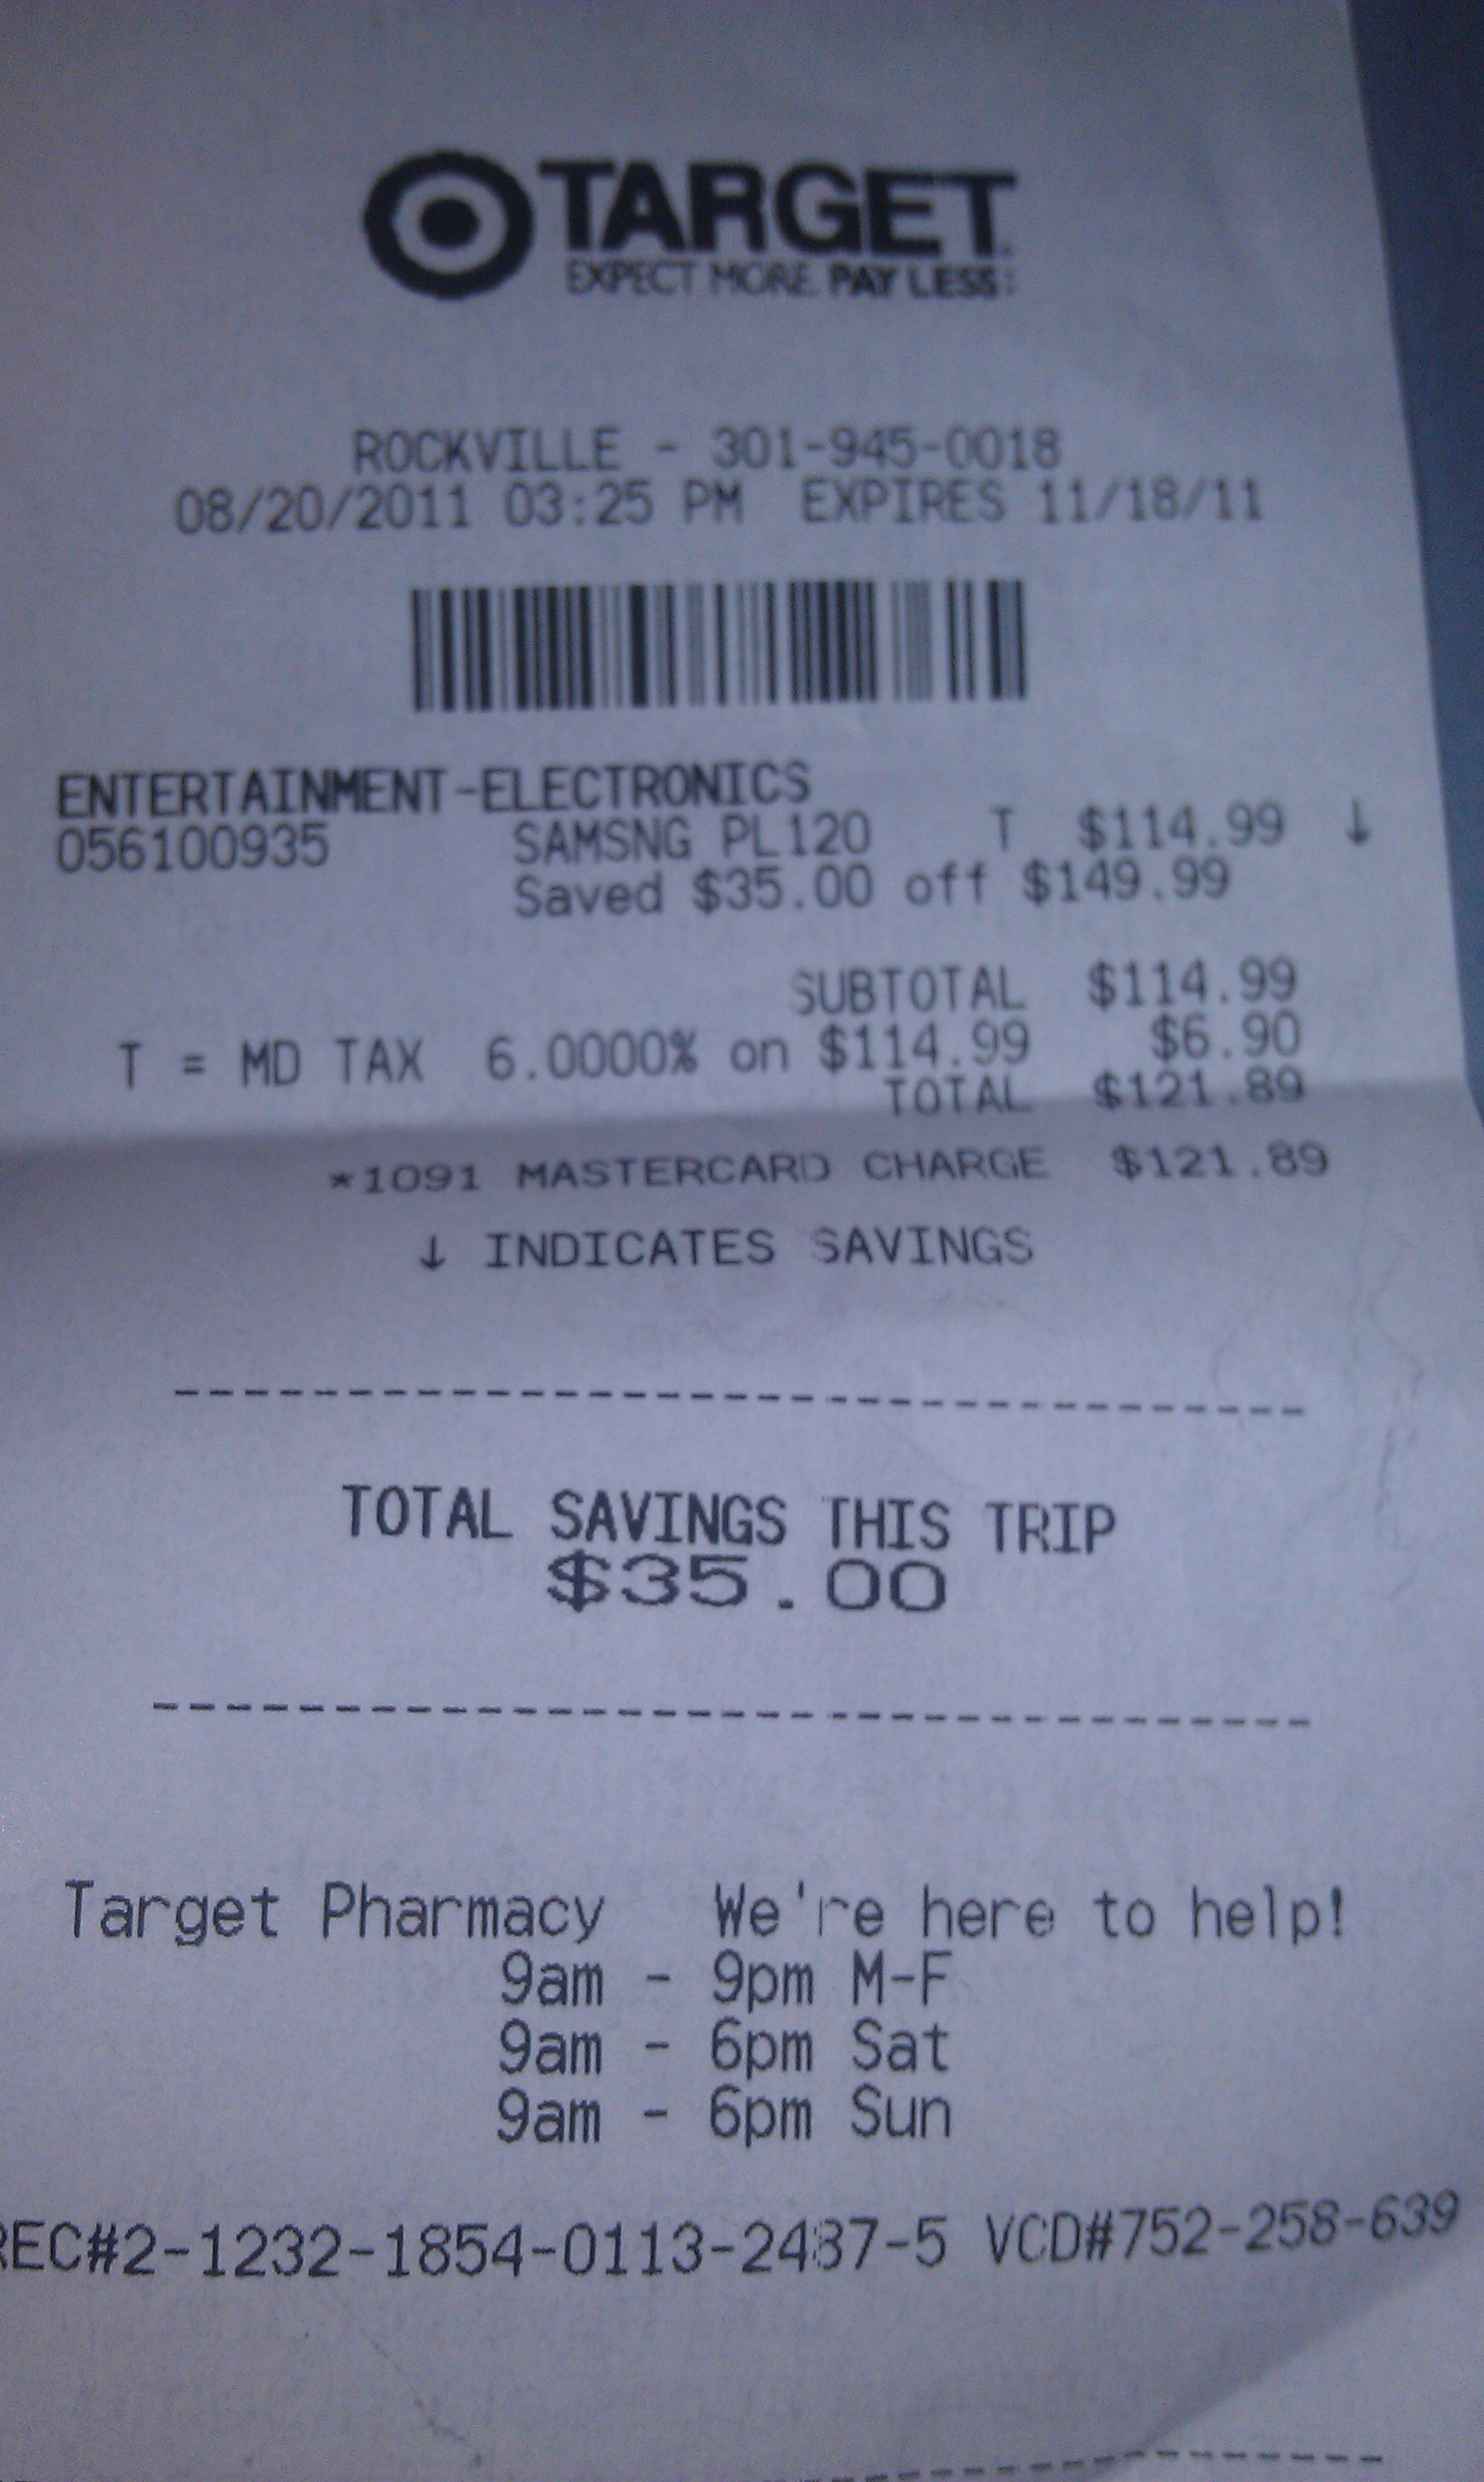 TARGET
EXPECT MORE. PAY LESS.
ROCKVILLE - 301-945-0018
08/20/2011 03:25 PM EXPIRES 11/18/11
ENTERTAINMENT-ELECTRONICS
056100935 SAMSNG PL120 T $114.99 ↓
Saved $35.00 off $149.99
SUBTOTAL $114.99
T = MD TAX 6.0000% on $114.99 $6.90
TOTAL $121.89
*1091 MASTERCARD CHARGE $121.89
↓ INDICATES SAVINGS
TOTAL SAVINGS THIS TRIP
$35.00
Target Pharmacy We're here to help!
9am - 9pm M-F
9am - 6pm Sat
9am - 6pm Sun
REC#2-1232-1854-0113-2487-5 VCD#752-258-639